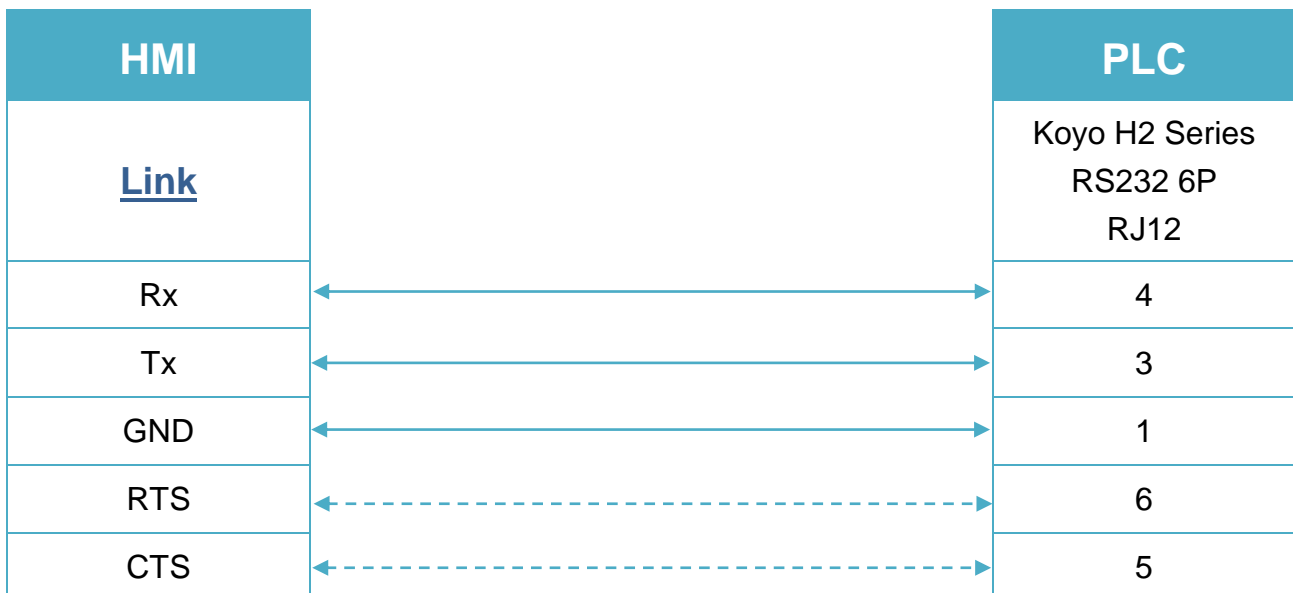 HMI PLC
Link Koyo H2 Series
RS232 6P
RJ12
Rx 4
Tx 3
GND 1
RTS 6
CTS 5